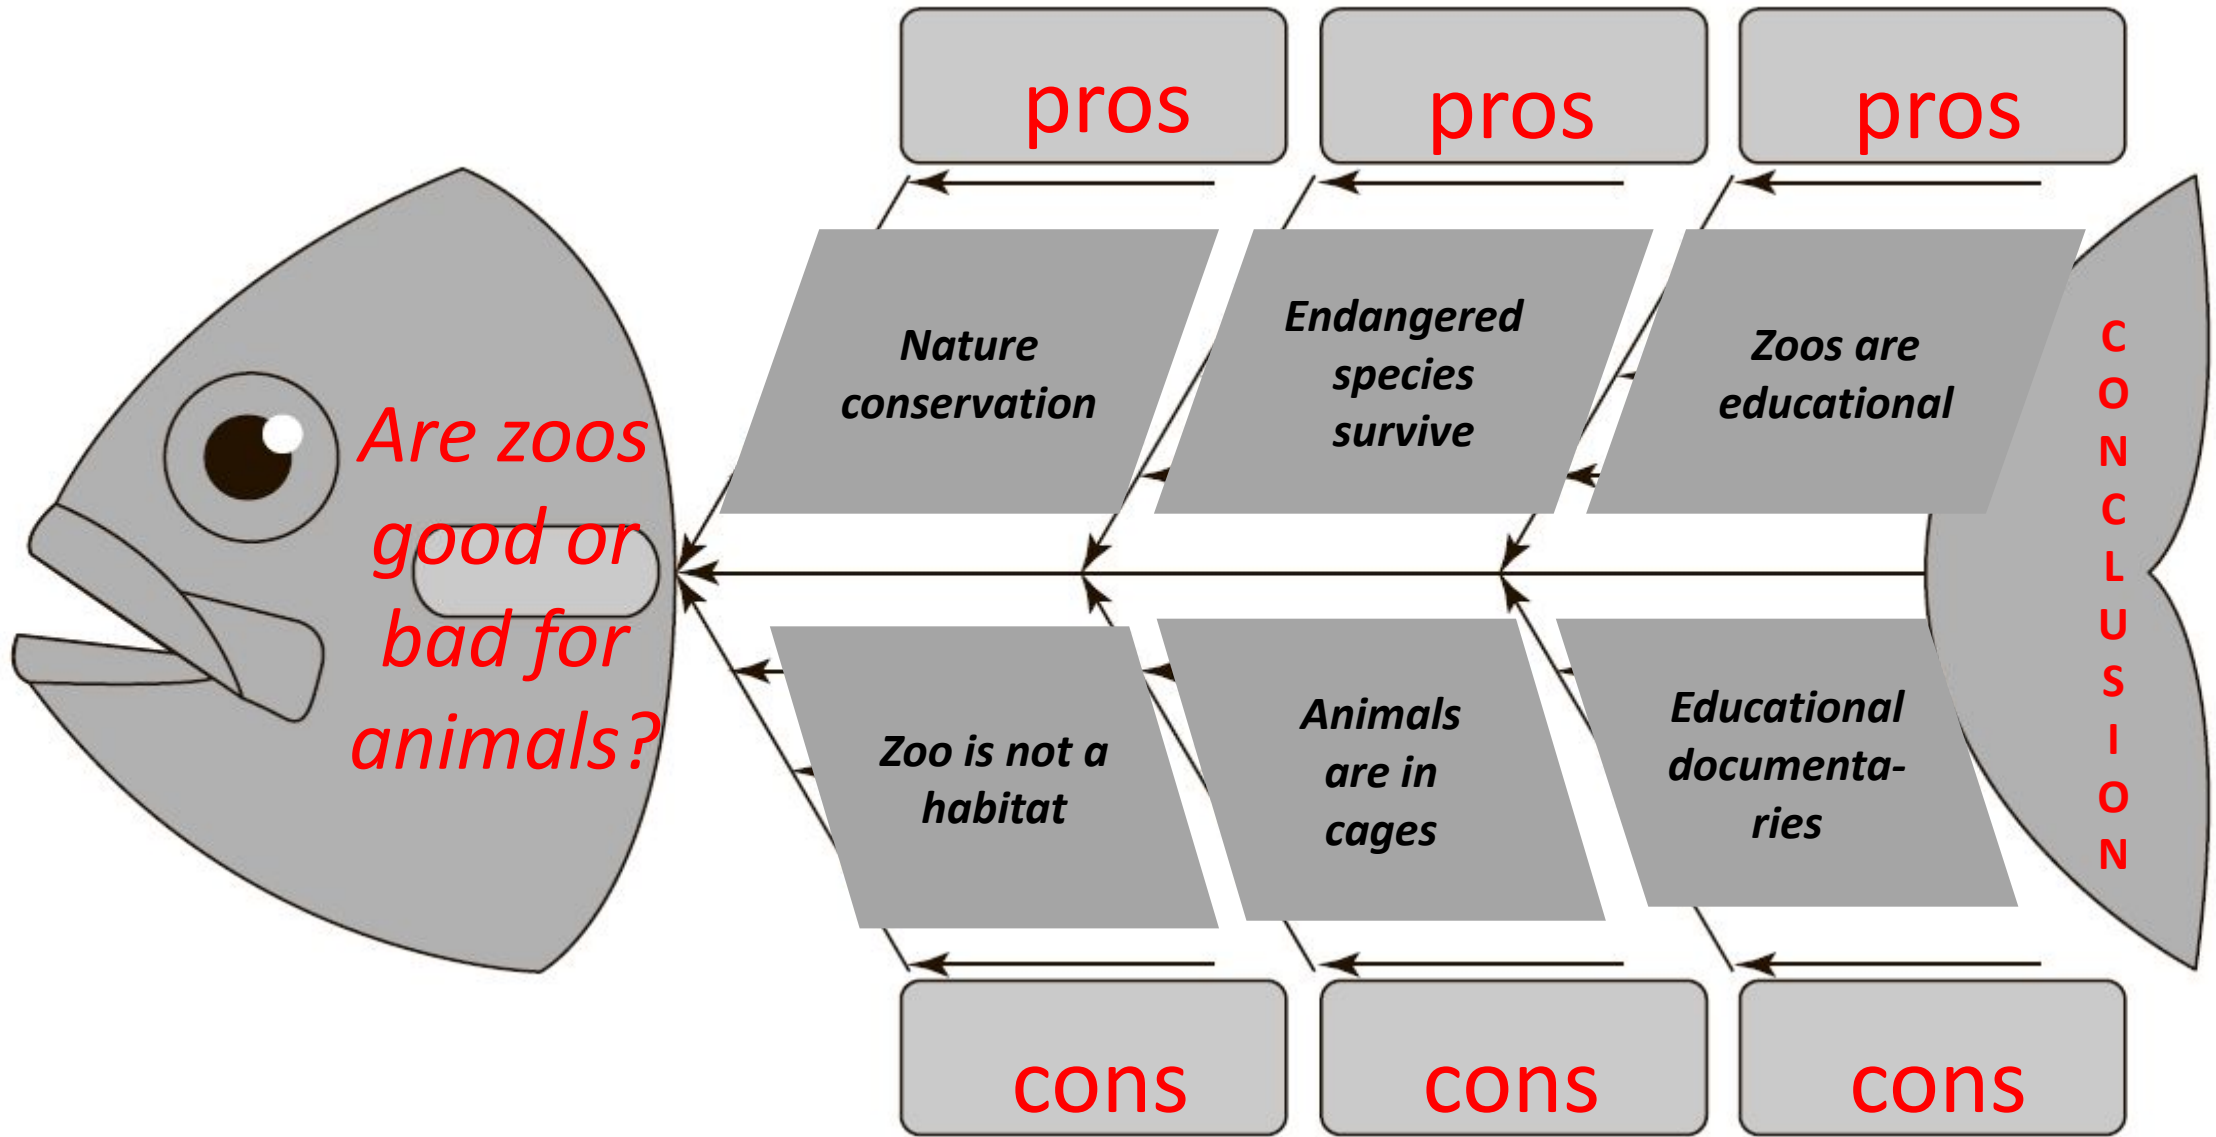 pros
pros
pros
Are zoos
good or
bad for
animals?
Nature
conservation
Endangered
species
survive
Zoos are
educational
Zoo is not a
habitat
Animals
are in
cages
Educational
documenta-
ries
C
O
N
C
L
U
S
I
O
N
cons
cons
cons